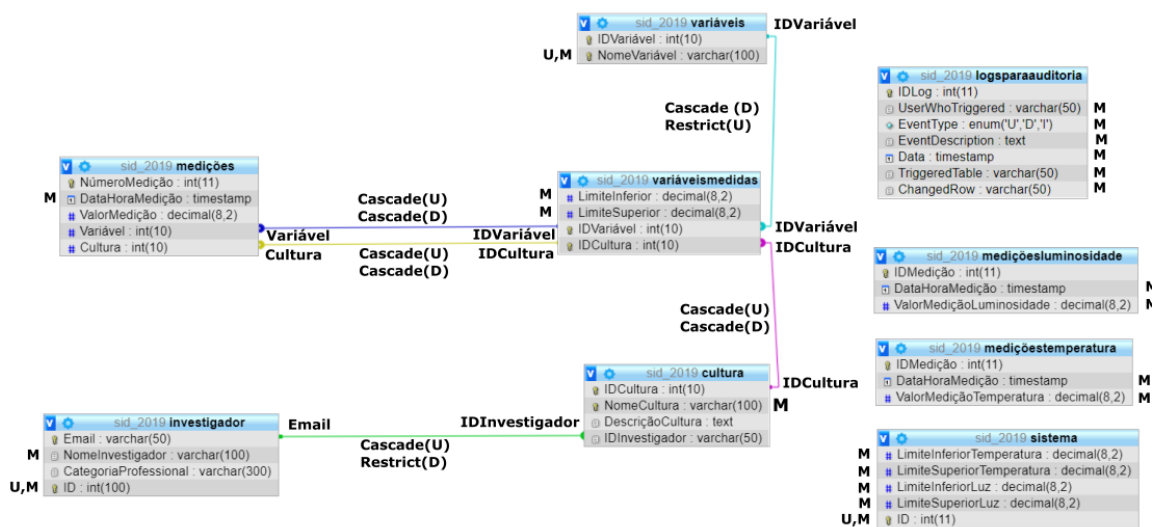 sid_2019 variáveis
IDVariável : int(10)
NomeVariável : varchar(100)
U,M
IDVariável
Cascade (D)
Restrict(U)
sid_2019 logsparaauditoria
IDLog : int(11)
UserWhoTriggered : varchar(50) M
EventType : enum('U','D','I') M
EventDescription : text M
Data : timestamp M
TriggeredTable : varchar(50) M
ChangedRow : varchar(50) M
sid_2019 medições
NúmeroMedição : int(11)
M DataHoraMedição : timestamp
ValorMedição : decimal(8,2)
Variável : int(10)
Cultura : int(10)
Cascade(U)
Cascade(D)
Variável
IDVariável
Cultura
IDCultura
Cascade(U)
Cascade(D)
sid_2019 variáveismedidas
M LimiteInferior : decimal(8,2)
M LimiteSuperior : decimal(8,2)
IDVariável : int(10)
IDCultura : int(10)
IDVariável
IDCultura
Cascade(U)
Cascade(D)
IDCultura
sid_2019 mediçõesluminosidade
IDMedição : int(11)
DataHoraMedição : timestamp M
ValorMediçãoLuminosidade : decimal(8,2) M
sid_2019 mediçõestemperatura
IDMedição : int(11)
DataHoraMedição : timestamp M
ValorMediçãoTemperatura : decimal(8,2) M
sid_2019 cultura
IDCultura : int(10)
NomeCultura : varchar(100) M
DescriçãoCultura : text
IDInvestigador : varchar(50)
sid_2019 investigador
Email : varchar(50)
M NomeInvestigador : varchar(100)
CategoriaProfessional : varchar(300)
U,M ID : int(100)
Email
IDInvestigador
Cascade(U)
Restrict(D)
sid_2019 sistema
M LimiteInferiorTemperatura : decimal(8,2)
M LimiteSuperiorTemperatura : decimal(8,2)
M LimiteInferiorLuz : decimal(8,2)
M LimiteSuperiorLuz : decimal(8,2)
U,M ID : int(11)